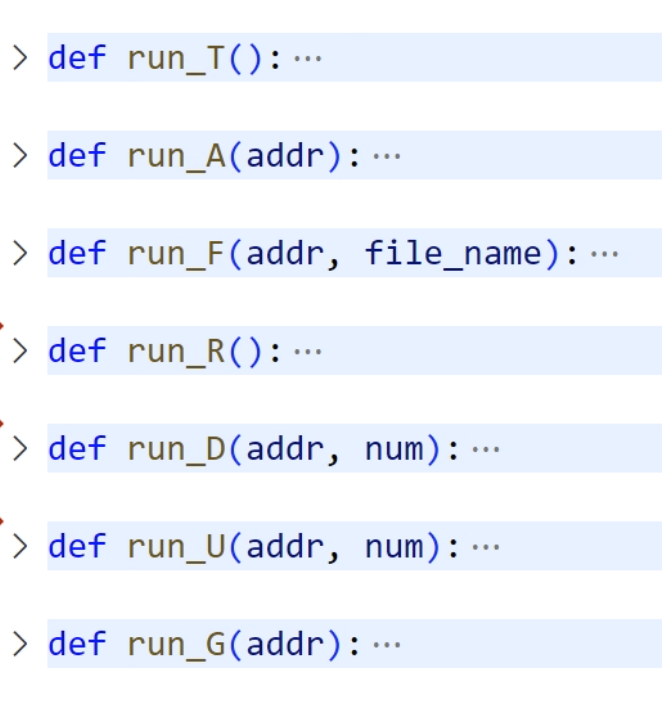 def run_T(): ···
def run_A(addr): ···
def run_F(addr, file_name): ···
def run_R(): ···
def run_D(addr, num): ···
def run_U(addr, num): ···
def run_G(addr): ···